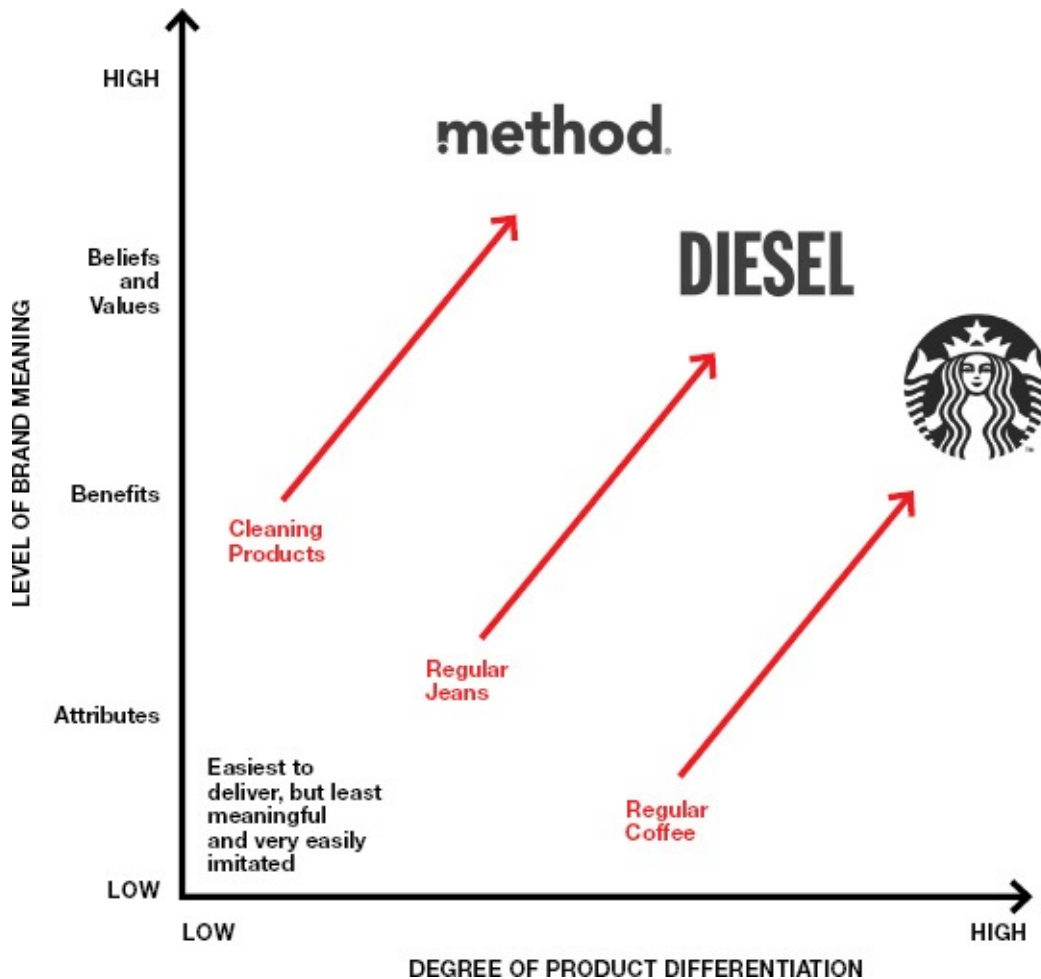 HIGH
method®
DIESEL
Beliefs
and
Values
LEVEL OF BRAND MEANING
Benefits
Cleaning
Products
Regular
Jeans
Attributes
Easiest to
deliver, but least
meaningful
and very easily
imitated
Regular
Coffee
LOW
LOW
HIGH
DEGREE OF PRODUCT DIFFERENTIATION